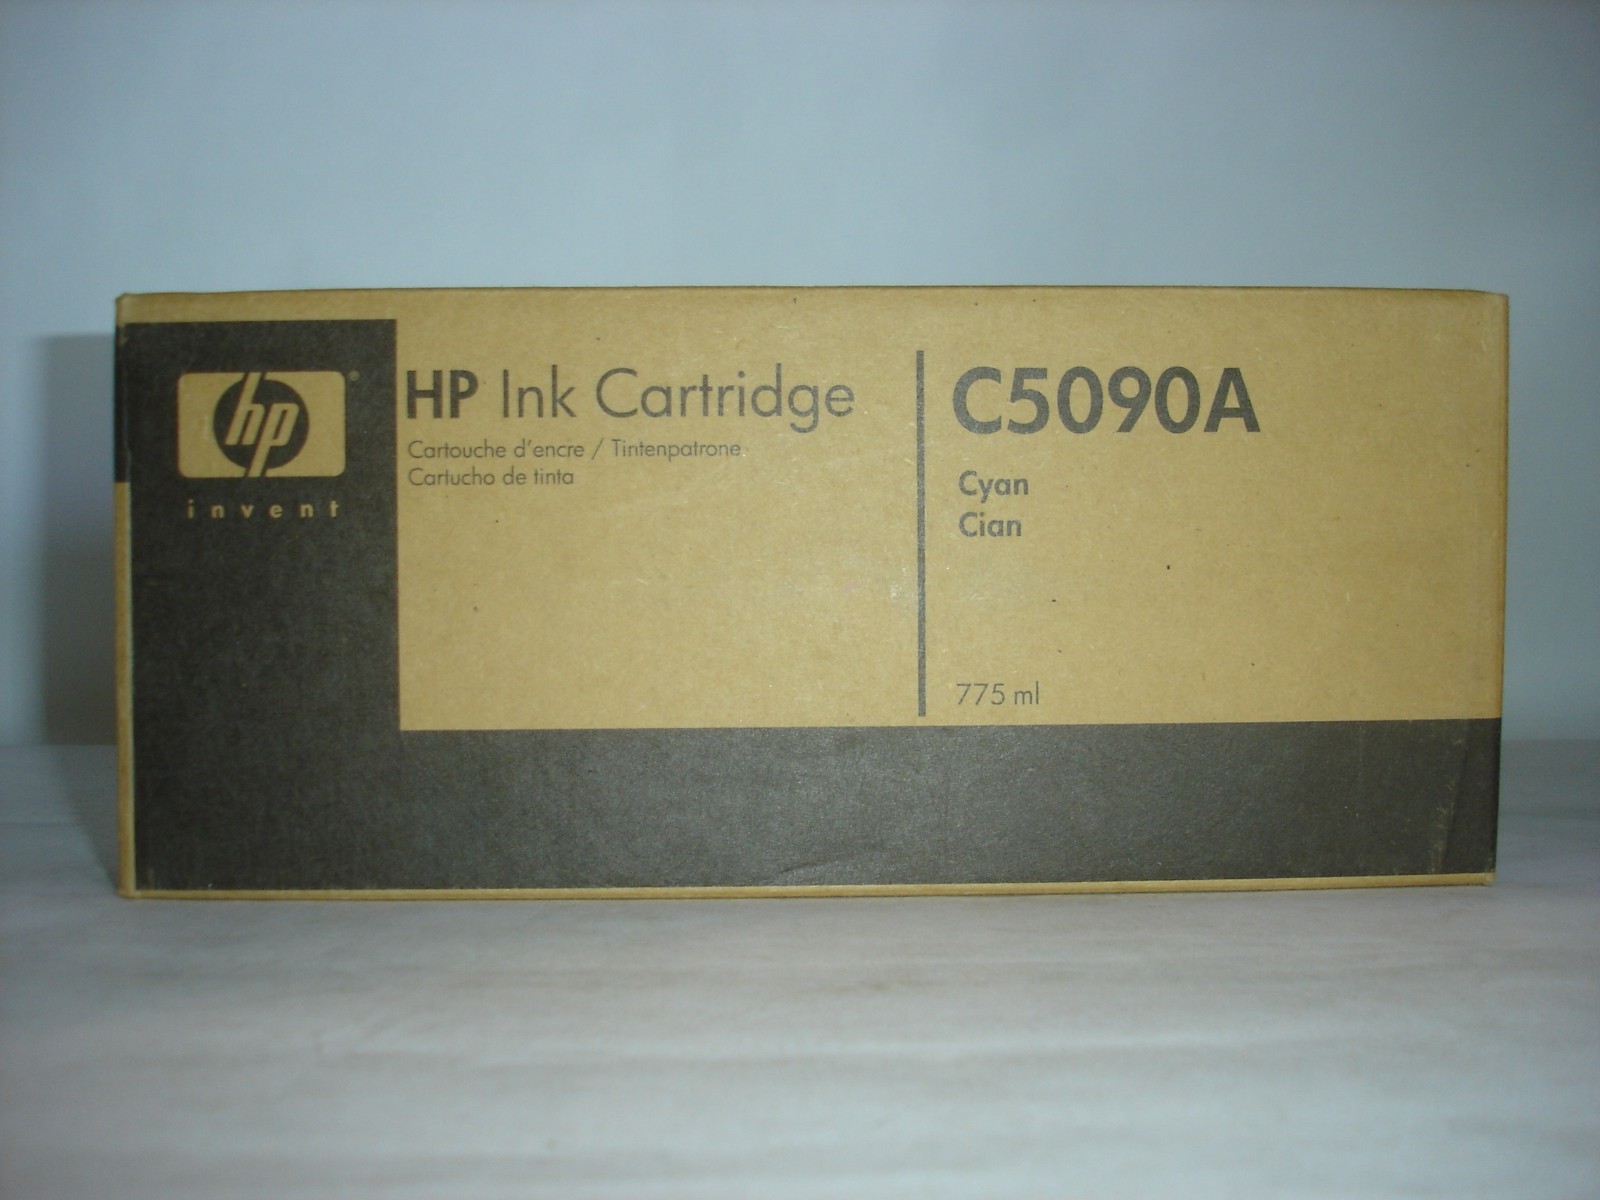 hp®
invent
HP Ink Cartridge
Cartouche d'encre / Tintenpatrone
Cartucho de tinta
C5090A
Cyan
Cian
775 ml